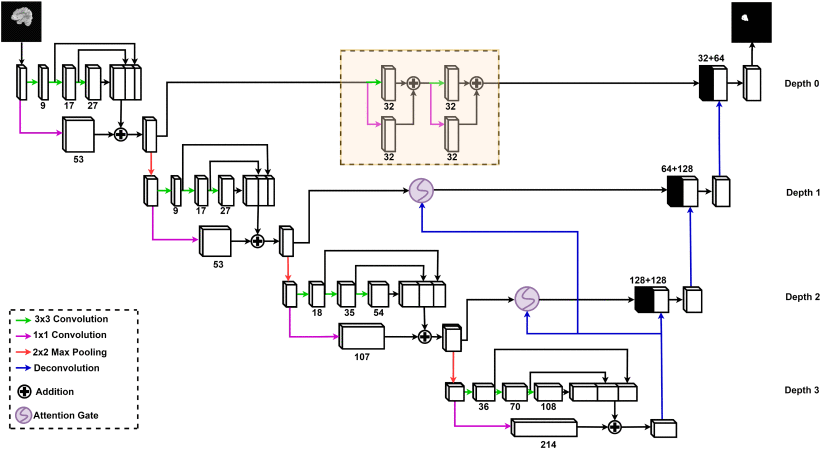 32+64
Depth 0
9 17 27
32 32
53
32 32
64+128
Depth 1
9 17 27
53
128+128
Depth 2
18 35 54
3x3 Convolution
1x1 Convolution
2x2 Max Pooling
Deconvolution
Addition
Attention Gate
107
Depth 3
36 70 108
214